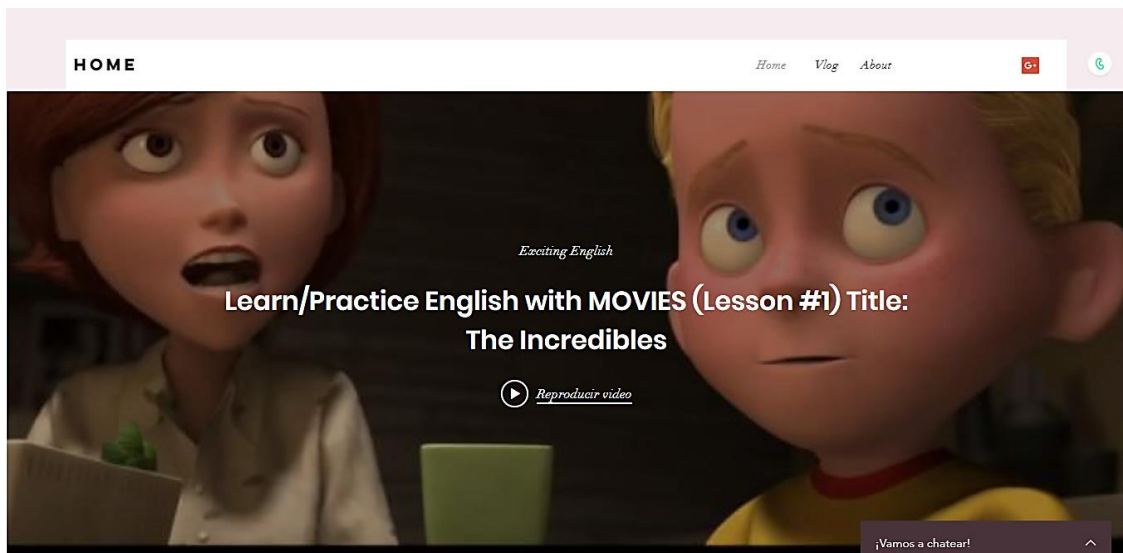 HOME
Home Vlog About
G+
Exciting English
Learn/Practice English with MOVIES (Lesson #1) Title:
The Incredibles
Reproducir video
¡Vamos a chatear!